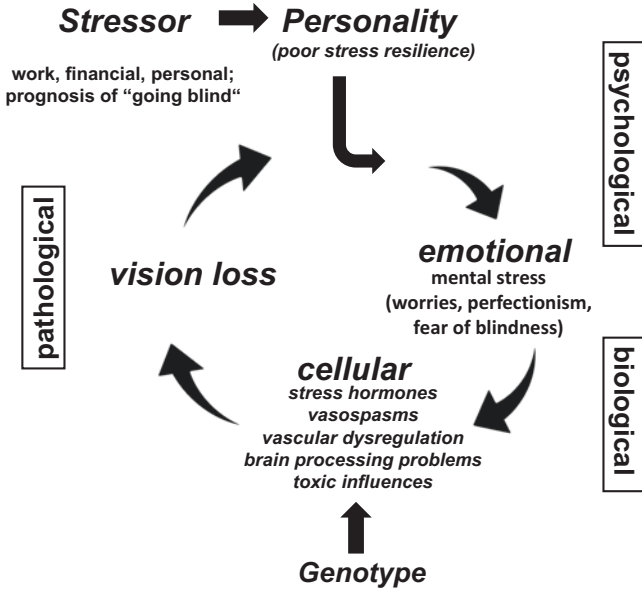 Stressor
Personality
(poor stress resilience)
work, financial, personal;
prognosis of “going blind“
psychological
pathological
emotional
mental stress
(worries, perfectionism,
fear of blindness)
vision loss
biological
cellular
stress hormones
vasospasms
vascular dysregulation
brain processing problems
toxic influences
Genotype